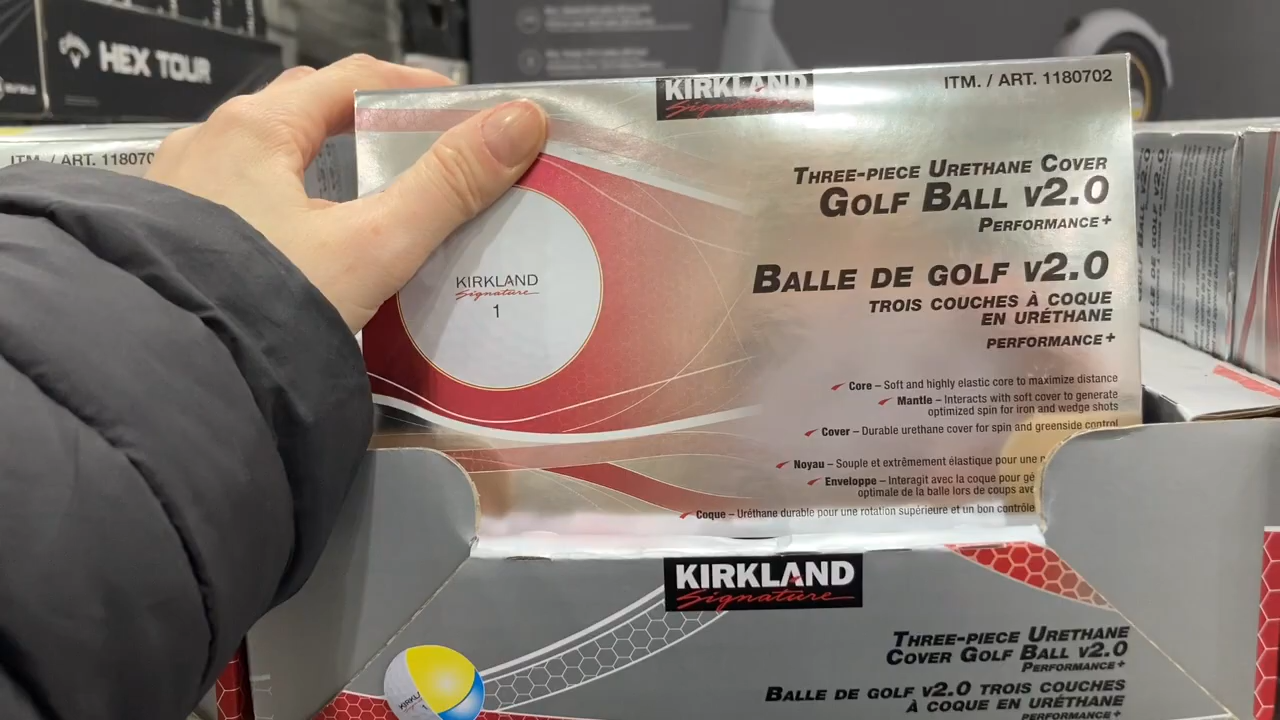 HEX TOUR
ITM. / ART. 118070
KIRKLAND
Signature
ITM. / ART. 1180702
THREE-PIECE URETHANE COVER
GOLF BALL V2.0
PERFORMANCE+
BALLE DE GOLF V2.0
TROIS COUCHES À COQUE
EN URÉTHANE
PERFORMANCE+
KIRKLAND
Signature
1
Core – Soft and highly elastic core to maximize distance
Mantle – Interacts with soft cover to generate
optimized spin for iron and wedge shots
Cover – Durable urethane cover for spin and greenside control
Noyau – Souple et extrêmement élastique pour une
Enveloppe – Interagit avec la coque pour
optimale de la balle lors de coups
Coque – Uréthane durable pour une rotation supérieure et un bon contrôle
KIRKLAND
Signature
THREE-PIECE URETHANE
COVER GOLF BALL V2.0
PERFORMANCE+
BALLE DE GOLF V2.0 TROIS COUCHES
À COQUE EN URÉTHANE
PERFORMANCE+